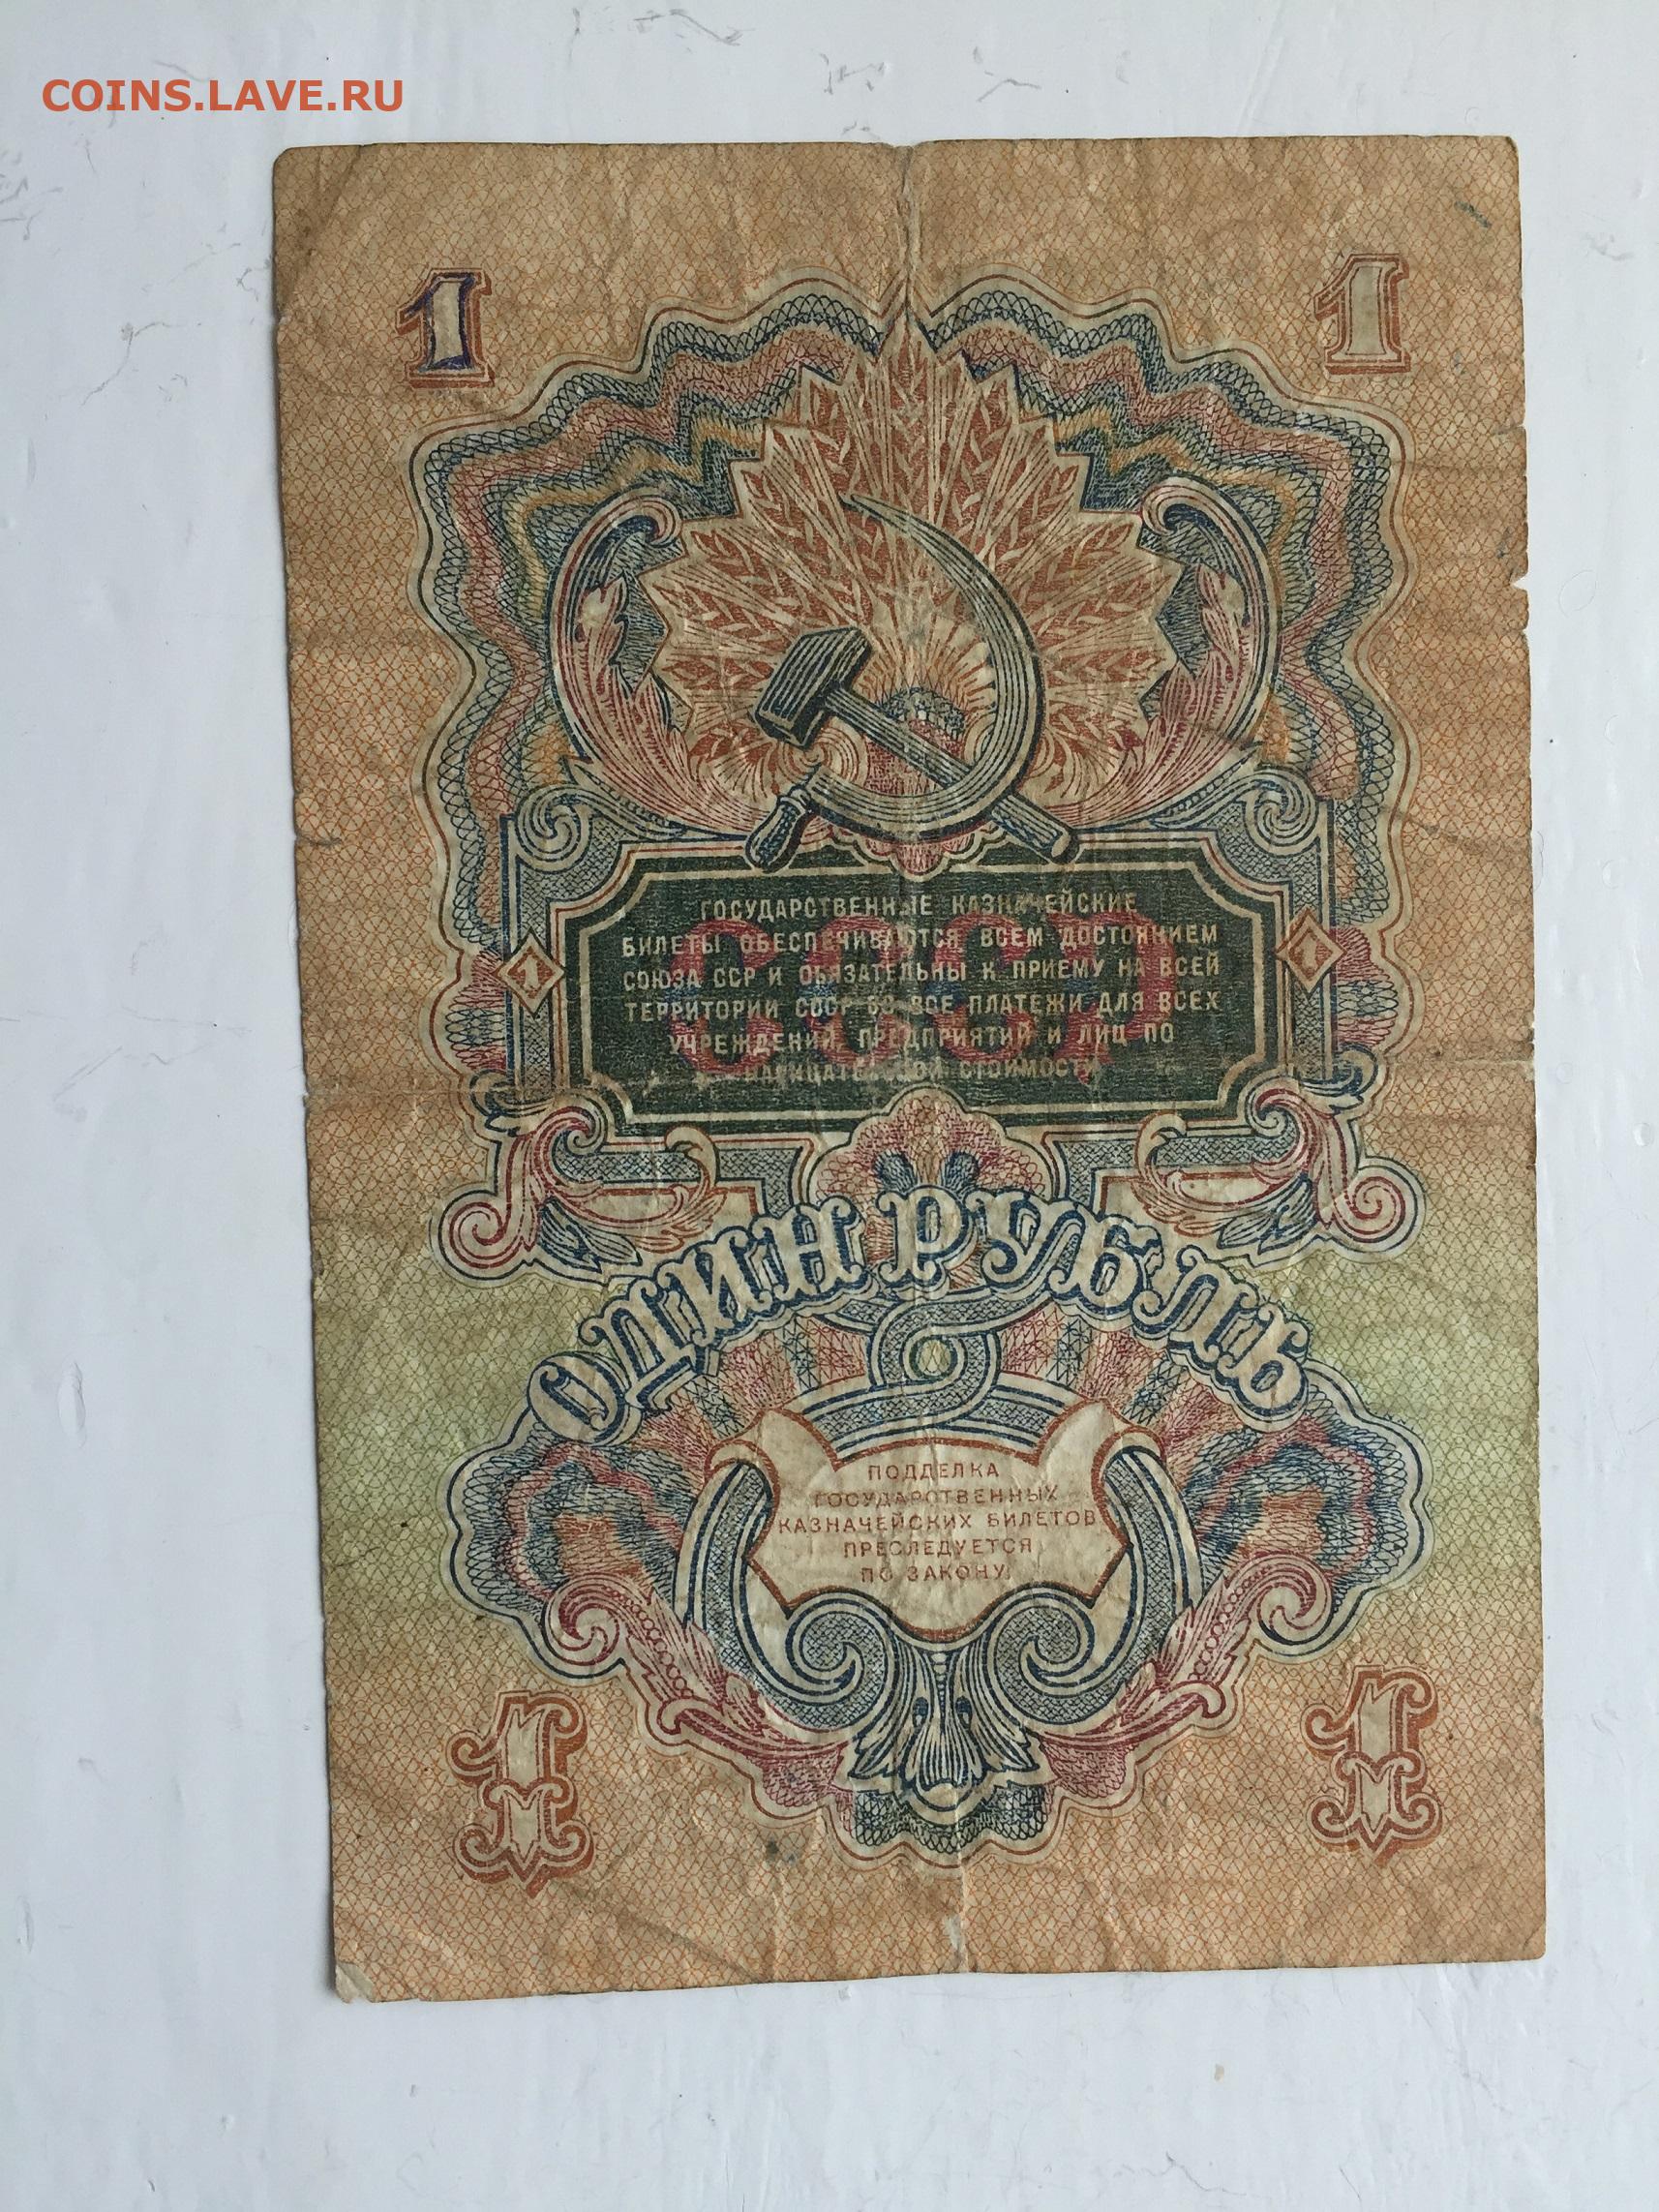 COINS.LAVE.RU
1 1
СССР
ГОСУДАРСТВЕННЫЕ КАЗНАЧЕЙСКИЕ
БИЛЕТЫ ОБЕСПЕЧИВАЮТСЯ ВСЕМ ДОСТОЯНИЕМ
СОЮЗА ССР И ОБЯЗАТЕЛЬНЫ К ПРИЕМУ НА ВСЕЙ
ТЕРРИТОРИИ СССР ВО ВСЕ ПЛАТЕЖИ ДЛЯ ВСЕХ
УЧРЕЖДЕНИЙ, ПРЕДПРИЯТИЙ И ЛИЦ ПО
НАРИЦАТЕЛЬНОЙ СТОИМОСТИ
1 1
ОДИН РУБЛЬ
ПОДДЕЛКА
ГОСУДАРСТВЕННЫХ
КАЗНАЧЕЙСКИХ БИЛЕТОВ
ПРЕСЛЕДУЕТСЯ
ПО ЗАКОНУ.
1 1